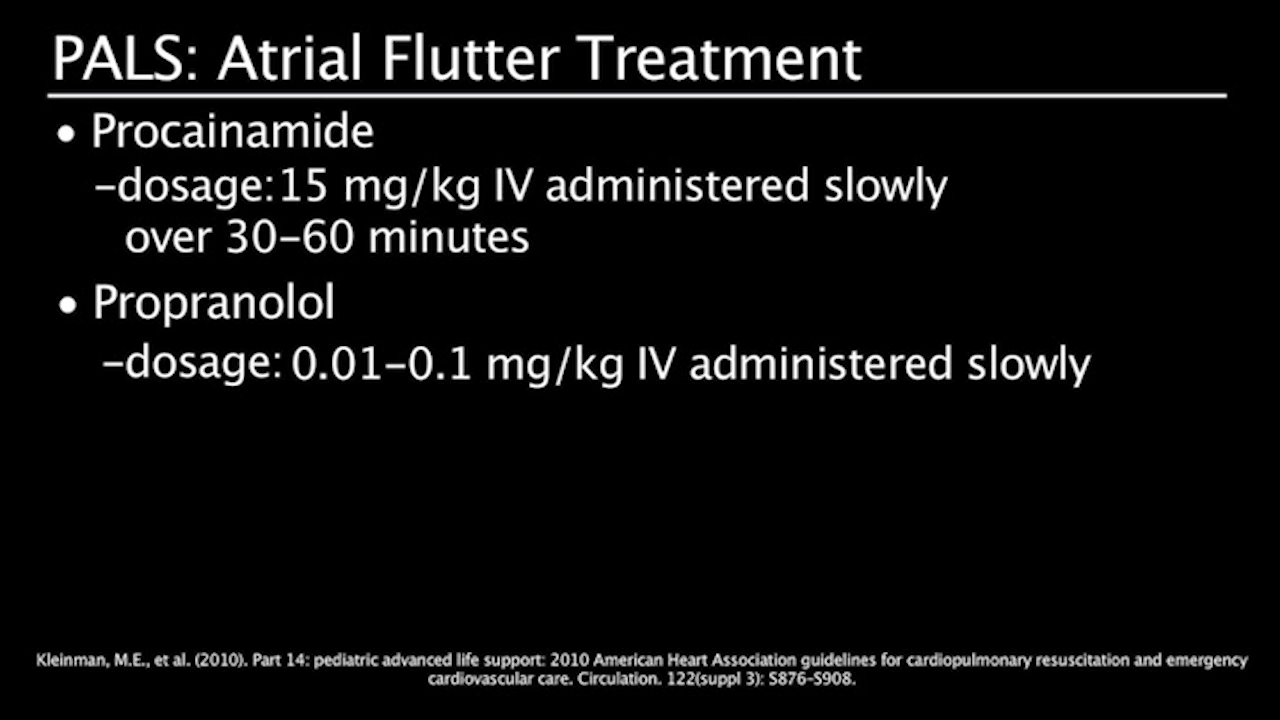 PALS: Atrial Flutter Treatment
• Procainamide
–dosage:15 mg/kg IV administered slowly
over 30–60 minutes
• Propranolol
–dosage: 0.01–0.1 mg/kg IV administered slowly
Kleinman, M.E., et al. (2010). Part 14: pediatric advanced life support: 2010 American Heart Association guidelines for cardiopulmonary resuscitation and emergency
cardiovascular care. Circulation. 122(suppl 3): S876-S908.